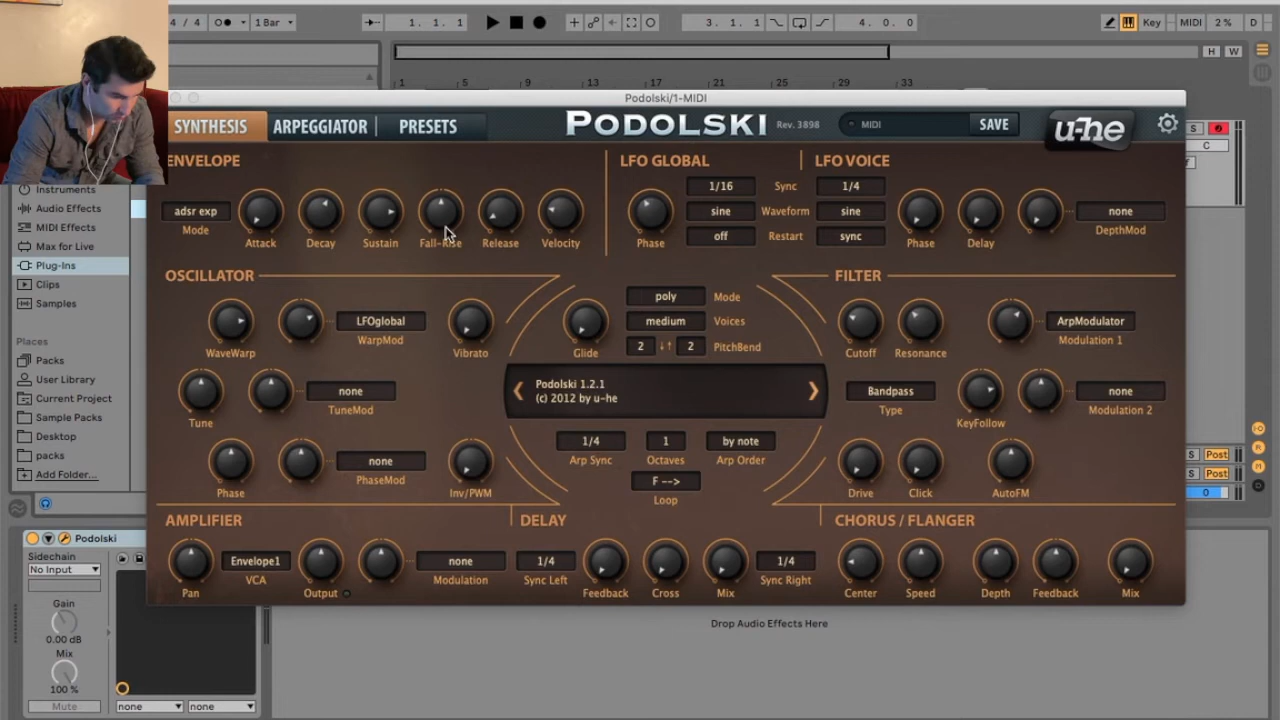 4 / 4
1 Bar
1. 1. 1
3. 1. 1
4. 0. 0
Key
MIDI
2 %
D
H W
1 5 9 13 17 21 25 29 33
Podolski/1-MIDI
SYNTHESIS
ARPEGGIATOR
PRESETS
PODOLSKI
Rev. 3898
MIDI
SAVE
u-he
S
C
ENVELOPE
LFO GLOBAL
LFO VOICE
1/16 Sync 1/4
adsr exp
sine Waveform sine
none
Mode
off Restart sync
DepthMod
Attack Decay Sustain Fall-Rise Release Velocity
Phase
Phase Delay
Instruments
Audio Effects
MIDI Effects
Max for Live
Plug-Ins
Clips
Samples
Places
Packs
User Library
Current Project
Sample Packs
Desktop
packs
Add Folder...
OSCILLATOR
LFOglobal
WaveWarp
WarpMod
Vibrato
none
Tune
TuneMod
none
Phase
PhaseMod
Inv/PWM
poly Mode
medium Voices
2 ↓↑ 2 PitchBend
Glide
Podolski 1.2.1
(c) 2012 by u-he
1/4 1 by note
Arp Sync Octaves Arp Order
F -->
Loop
FILTER
ArpModulator
Cutoff Resonance Modulation 1
Bandpass
none
Type KeyFollow Modulation 2
Drive Click AutoFM
S Post
S Post
0
AMPLIFIER
Envelope1
none
Pan VCA Output Modulation
DELAY
1/4
1/4
Sync Left Feedback Cross Mix Sync Right
CHORUS / FLANGER
Center Speed Depth Feedback Mix
Podolski
Sidechain
No Input
Gain
0.00 dB
Mix
100 %
Mute
none
none
Drop Audio Effects Here